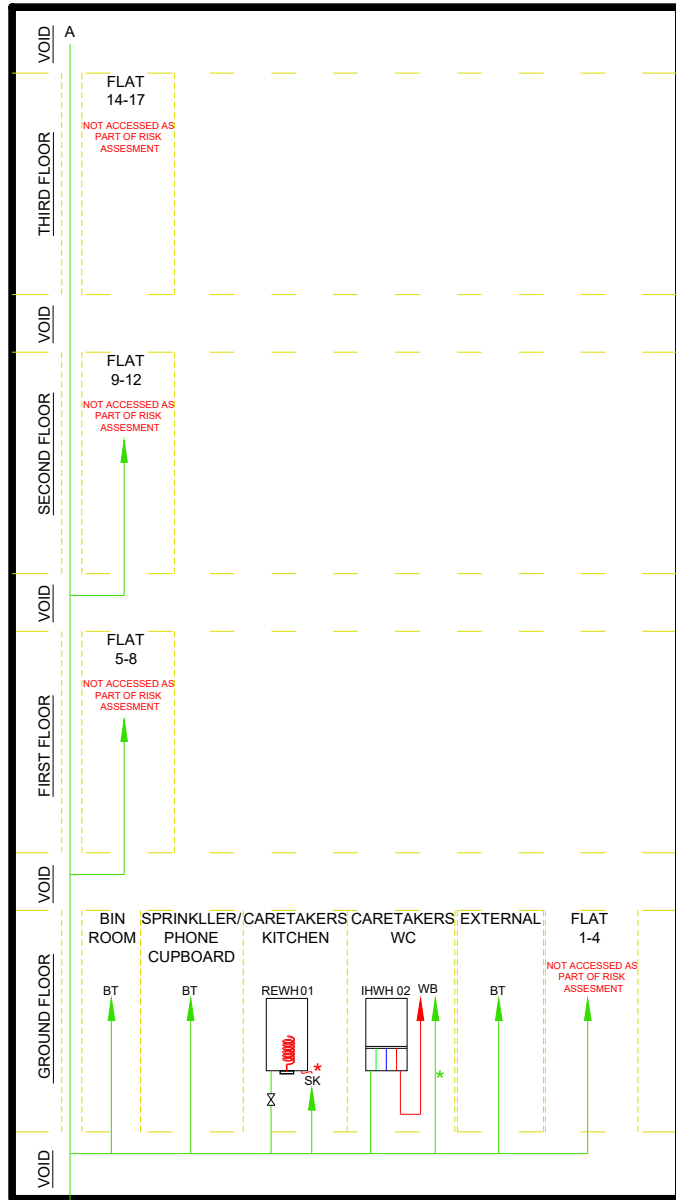 VOID
A
FLAT
14-17
NOT ACCESSED AS
PART OF RISK
ASSESMENT
THIRD FLOOR
VOID
FLAT
9-12
NOT ACCESSED AS
PART OF RISK
ASSESMENT
SECOND FLOOR
VOID
FLAT
5-8
NOT ACCESSED AS
PART OF RISK
ASSESMENT
FIRST FLOOR
VOID
GROUND FLOOR
BIN
ROOM
BT
SPRINKLLER/
PHONE
CUPBOARD
BT
CARETAKERS
KITCHEN
REWH 01
*
SK
CARETAKERS
WC
IHWH 02
WB
*
EXTERNAL
BT
FLAT
1-4
NOT ACCESSED AS
PART OF RISK
ASSESMENT
VOID